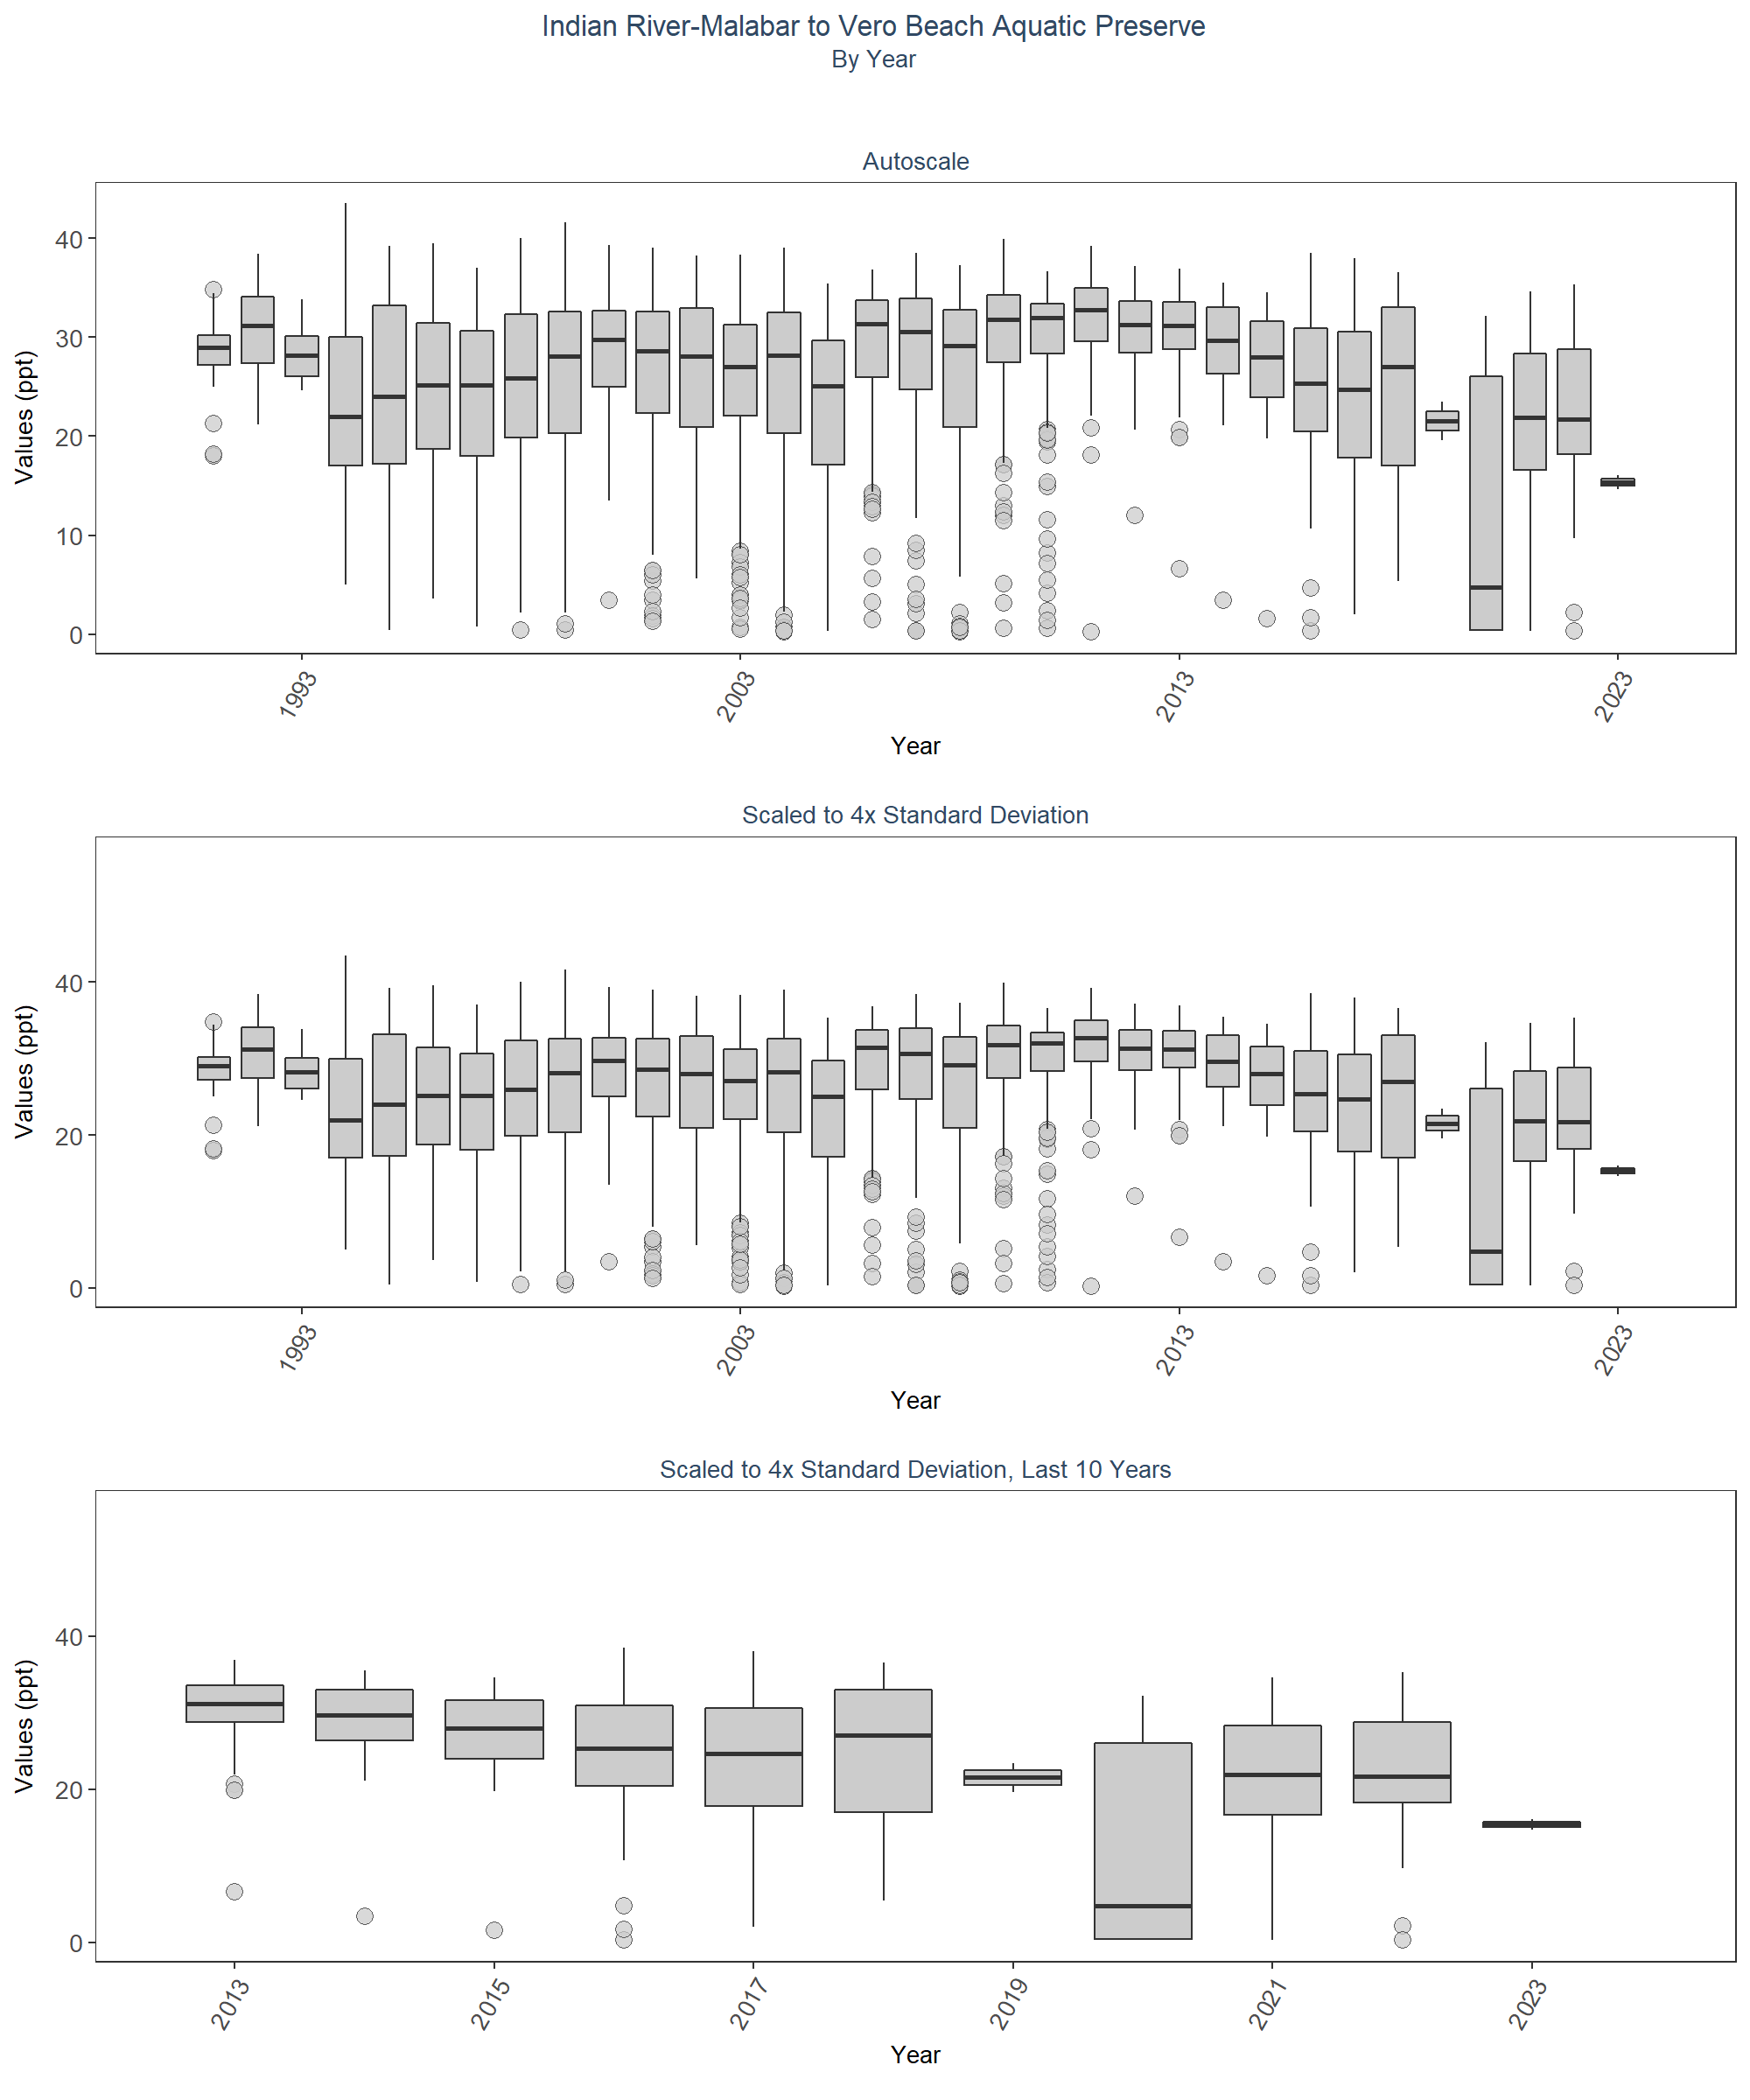 Indian River-Malabar to Vero Beach Aquatic Preserve
By Year
Autoscale
Values (ppt)
40
30
20
10
0
1993
2003
2013
2023
Year
Scaled to 4x Standard Deviation
Values (ppt)
40
20
0
1993
2003
2013
2023
Year
Scaled to 4x Standard Deviation, Last 10 Years
Values (ppt)
40
20
0
2013
2015
2017
2019
2021
2023
Year